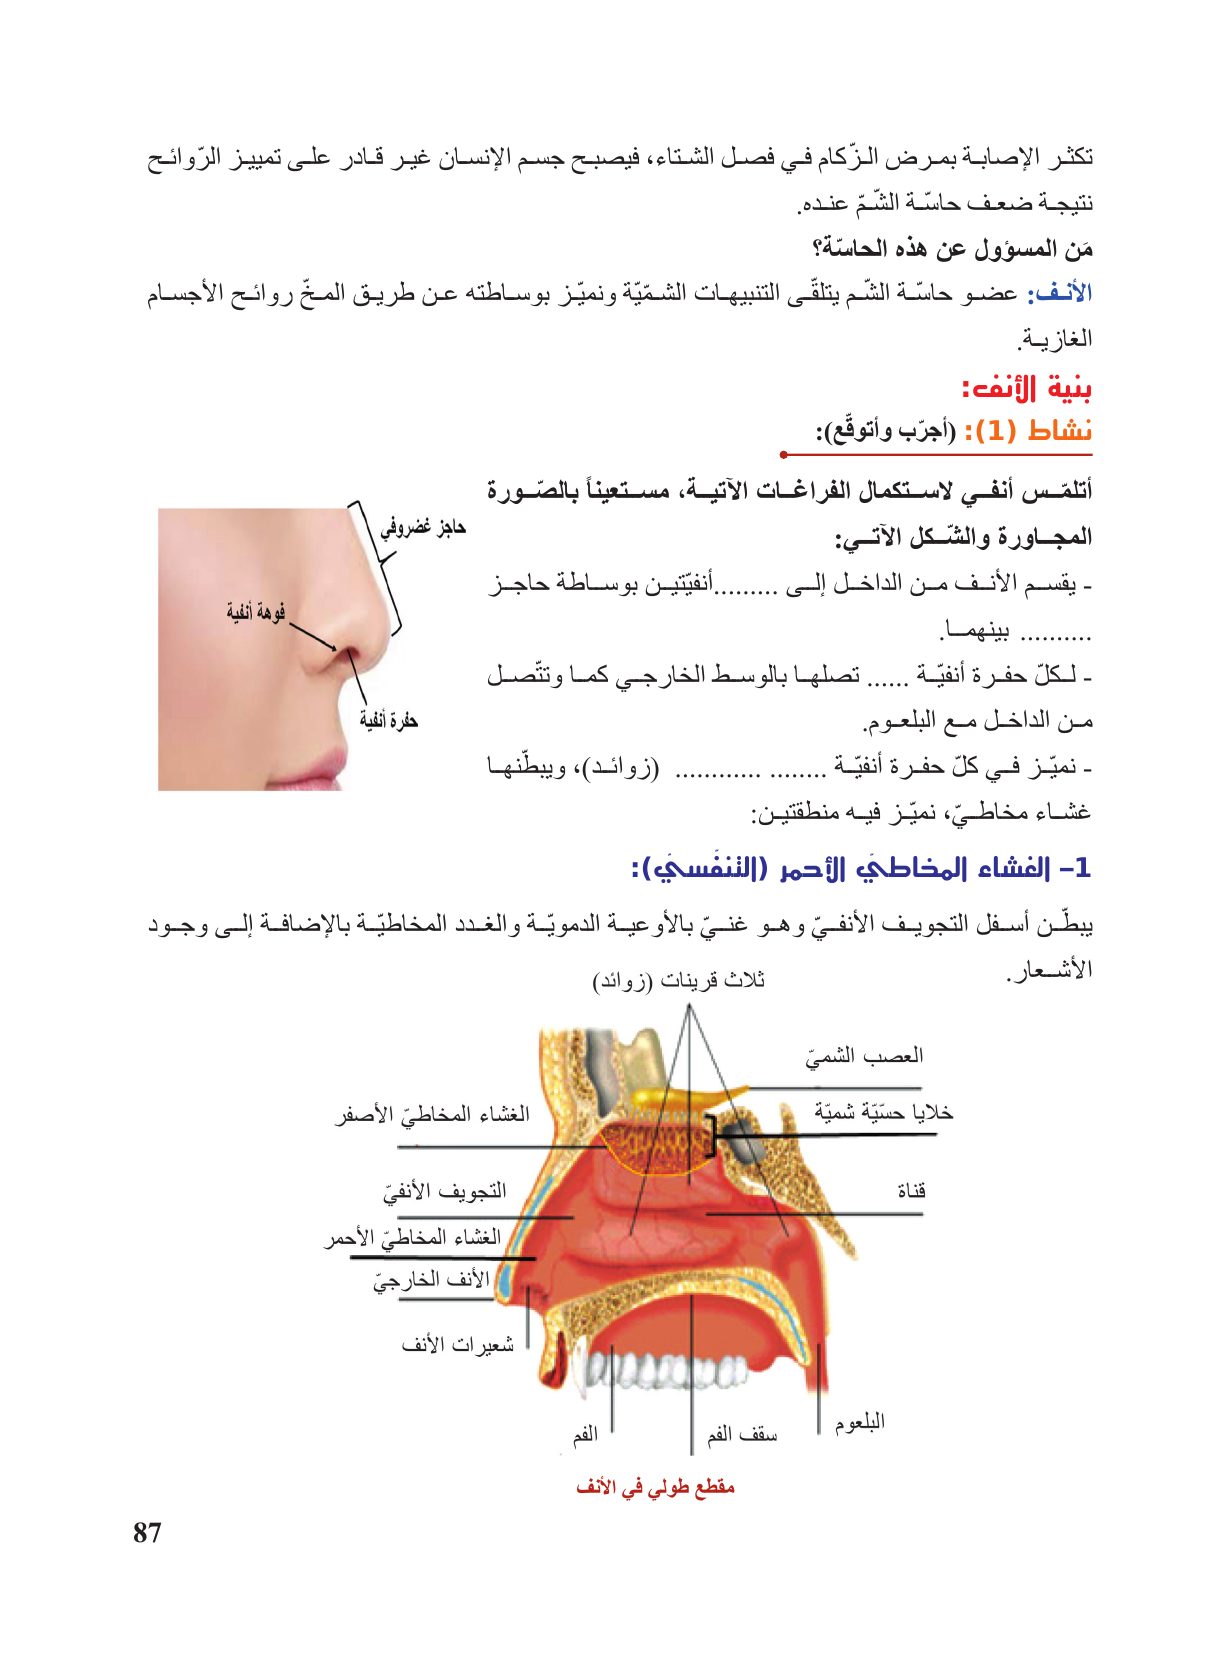 تكثر الإصابة بمرض الزّكام في فصل الشتاء، فيصبح جسم الإنسان غير قادر على تمييز الرّوائح
نتيجة ضعف حاسّة الشّمّ عنده.
مَن المسؤول عن هذه الحاسّة؟
الأنف: عضو حاسّة الشّم يتلقّى التنبيهات الشمّيّة ونميّز بوساطته عن طريق المخّ روائح الأجسام
الغازية.
بنية الأنف:
نشاط (1): (أجرّب وأتوقّع):
أتلمّس أنفي لاستكمال الفراغات الآتية، مستعيناً بالصّورة
المجاورة والشّكل الآتي:
- يقسم الأنف من الداخل إلى .........أنفيّتين بوساطة حاجز
.......... بينهما.
- لكلّ حفرة أنفيّة ...... تصلها بالوسط الخارجي كما وتتّصل
من الداخل مع البلعوم.
- نميّز في كلّ حفرة أنفيّة ........ ............ (زوائد)، ويبطّنها
غشاء مخاطيّ، نميّز فيه منطقتين:
حاجز غضروفي
فوهة أنفية
حفرة أنفية
1- الغشاء المخاطيّ الأحمر (التنفّسيّ):
يبطّن أسفل التجويف الأنفيّ وهو غنيّ بالأوعية الدمويّة والغدد المخاطيّة بالإضافة إلى وجود
الأشعار.
ثلاث قرينات (زوائد)
العصب الشميّ
خلايا حسّيّة شميّة
الغشاء المخاطيّ الأصفر
قناة
التجويف الأنفيّ
الغشاء المخاطيّ الأحمر
الأنف الخارجيّ
شعيرات الأنف
البلعوم
سقف الفم
الفم
مقطع طولي في الأنف
87